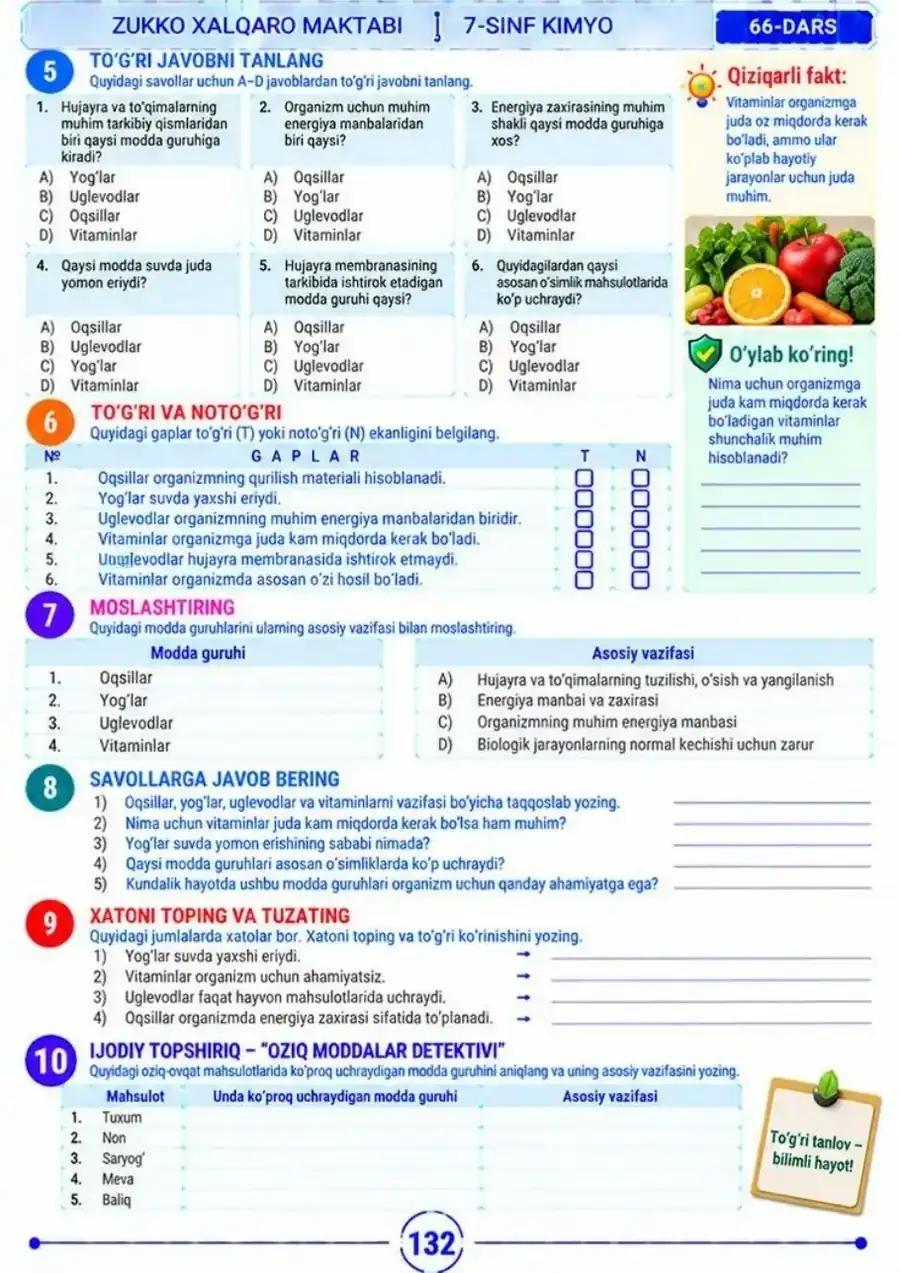 ZUKKO XALQARO MAKTABI
7-SINF KIMYO
66-DARS
5
TO'G'RI JAVOBNI TANLANG
Quyidagi savollar uchun A–D javoblardan to'g'ri javobni tanlang.
1. Hujayra va to'qimalarning
muhim tarkibiy qismlaridan
biri qaysi modda guruhiga
kiradi?
A) Yog'lar
B) Uglevodlar
C) Oqsillar
D) Vitaminlar
2. Organizm uchun muhim
energiya manbalaridan
biri qaysi?
A) Oqsillar
B) Yog'lar
C) Uglevodlar
D) Vitaminlar
3. Energiya zaxirasining muhim
shakli qaysi modda guruhiga
xos?
A) Oqsillar
B) Yog'lar
C) Uglevodlar
D) Vitaminlar
4. Qaysi modda suvda juda
yomon eriydi?
A) Oqsillar
B) Uglevodlar
C) Yog'lar
D) Vitaminlar
5. Hujayra membranasining
tarkibida ishtirok etadigan
modda guruhi qaysi?
A) Oqsillar
B) Yog'lar
C) Uglevodlar
D) Vitaminlar
6. Quyidagilardan qaysi
asosan o'simlik mahsulotlarida
ko'p uchraydi?
A) Oqsillar
B) Yog'lar
C) Uglevodlar
D) Vitaminlar
Qiziqarli fakt:
Vitaminlar organizmga
juda oz miqdorda kerak
bo'ladi, ammo ular
ko'plab hayotiy
jarayonlar uchun juda
muhim.
O'ylab ko'ring!
Nima uchun organizmga
juda kam miqdorda kerak
bo'ladigan vitaminlar
shunchalik muhim
hisoblanadi?
6
TO'G'RI VA NOTO'G'RI
Quyidagi gaplar to'g'ri (T) yoki noto'g'ri (N) ekanligini belgilang.
№ GAPLAR T N
1. Oqsillar organizmning qurilish materiali hisoblanadi.
2. Yog'lar suvda yaxshi eriydi.
3. Uglevodlar organizmning muhim energiya manbalaridan biridir.
4. Vitaminlar organizmga juda kam miqdorda kerak bo'ladi.
5. hujayra membranasida ishtirok etmaydi.
6. Vitaminlar organizmda asosan o'zi hosil bo'ladi.
7
MOSLASHTIRING
Quyidagi modda guruhlarini ularning asosiy vazifasi bilan moslashtiring.
Modda guruhi
1. Oqsillar
2. Yog'lar
3. Uglevodlar
4. Vitaminlar
Asosiy vazifasi
A) Hujayra va to'qimalarning tuzilishi, o'sish va yangilanish
B) Energiya manbai va zaxirasi
C) Organizmning muhim energiya manbasi
D) Biologik jarayonlarning normal kechishi uchun zarur
8
SAVOLLARGA JAVOB BERING
1) Oqsillar, yog'lar, uglevodlar va vitaminlarni vazifasi bo'yicha taqqoslab yozing.
2) Nima uchun vitaminlar juda kam miqdorda kerak bo'lsa ham muhim?
3) Yog'lar suvda yomon erishining sababi nimada?
4) Qaysi modda guruhlari asosan o'simliklarda ko'p uchraydi?
5) Kundalik hayotda ushbu modda guruhlari organizm uchun qanday ahamiyatga ega?
9
XATONI TOPING VA TUZATING
Quyidagi jumlalarda xatolar bor. Xatoni toping va to'g'ri ko'rinishini yozing.
1) Yog'lar suvda yaxshi eriydi. →
2) Vitaminlar organizm uchun ahamiyatsiz. →
3) Uglevodlar faqat hayvon mahsulotlarida uchraydi. →
4) Oqsillar organizmda energiya zaxirasi sifatida to'planadi. →
10
IJODIY TOPSHIRIQ – "OZIQ MODDALAR DETEKTIVI"
Quyidagi oziq-ovqat mahsulotlarida ko'proq uchraydigan modda guruhini aniqlang va uning asosiy vazifasini yozing.
Mahsulot Unda ko'proq uchraydigan modda guruhi Asosiy vazifasi
1. Tuxum
2. Non
3. Saryog'
4. Meva
5. Baliq
To'g'ri tanlov –
bilimli hayot!
132